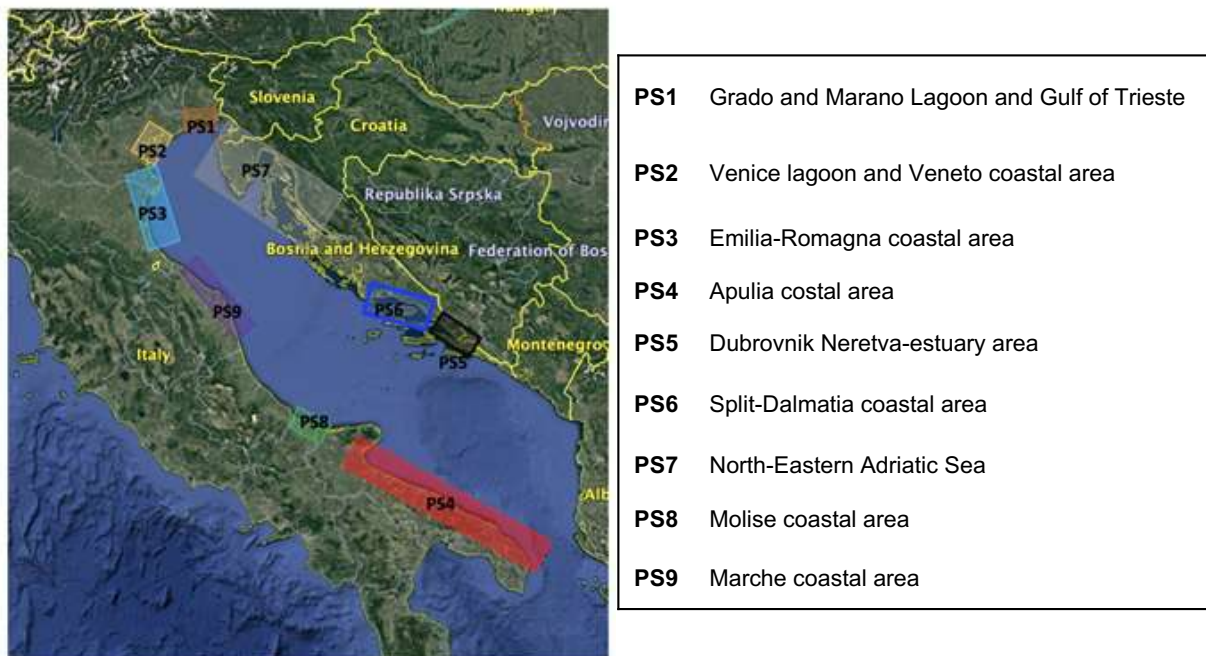 Hungary
Slovenia
Croatia
Vojvodin
PS1
PS2
PS7
Republika Srpska
PS3
Bosnia and Herzegovina
Federation of Bos
PS6
PS9
Italy
Montenegro
PS5
PS8
Alb
PS4
PS1 Grado and Marano Lagoon and Gulf of Trieste
PS2 Venice lagoon and Veneto coastal area
PS3 Emilia-Romagna coastal area
PS4 Apulia costal area
PS5 Dubrovnik Neretva-estuary area
PS6 Split-Dalmatia coastal area
PS7 North-Eastern Adriatic Sea
PS8 Molise coastal area
PS9 Marche coastal area